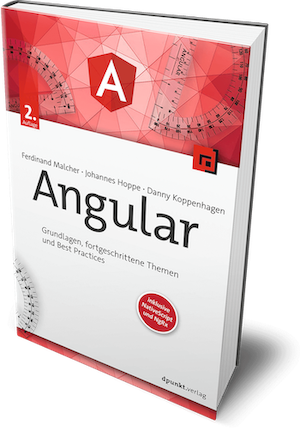 A
Angular
2.
Auflage
Ferdinand Malcher · Johannes Hoppe · Danny Koppenhagen
Angular
Grundlagen, fortgeschrittene Themen
und Best Practices
inklusive
NativeScript
und NgRx
dpunkt.verlag